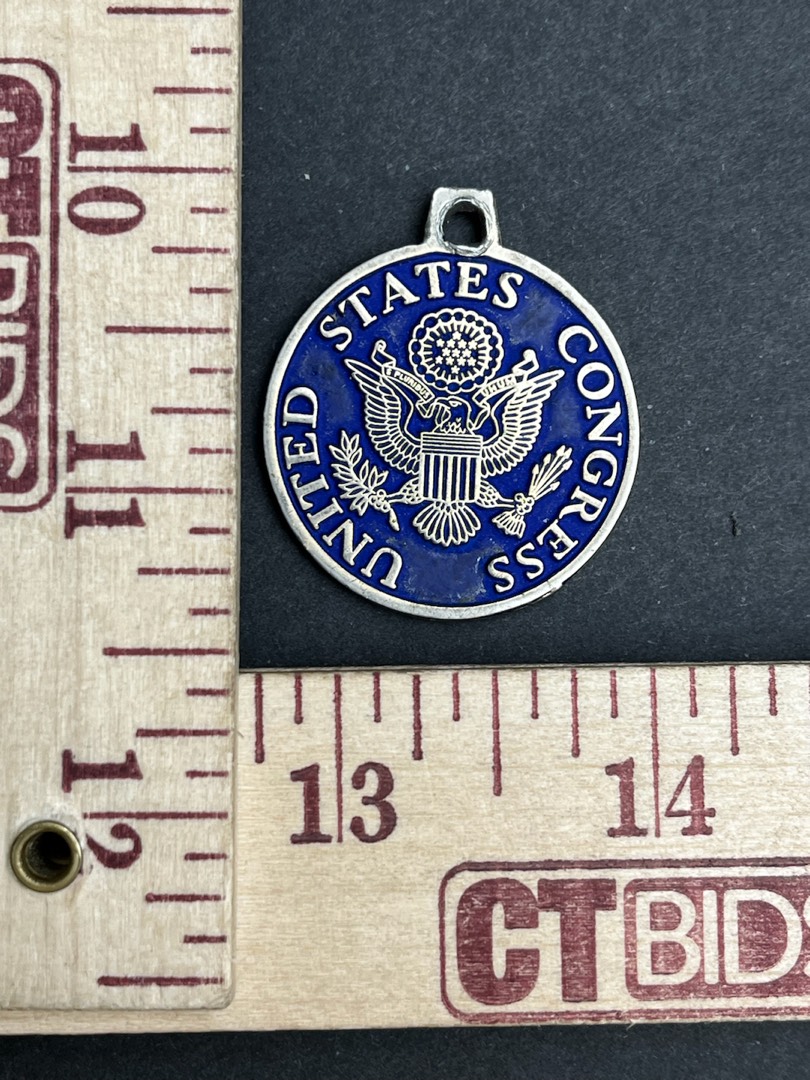 UNITED STATES CONGRESS
E PLURIBUS UNUM
10
11
12
13
14
CTBIDS
CTBIDS